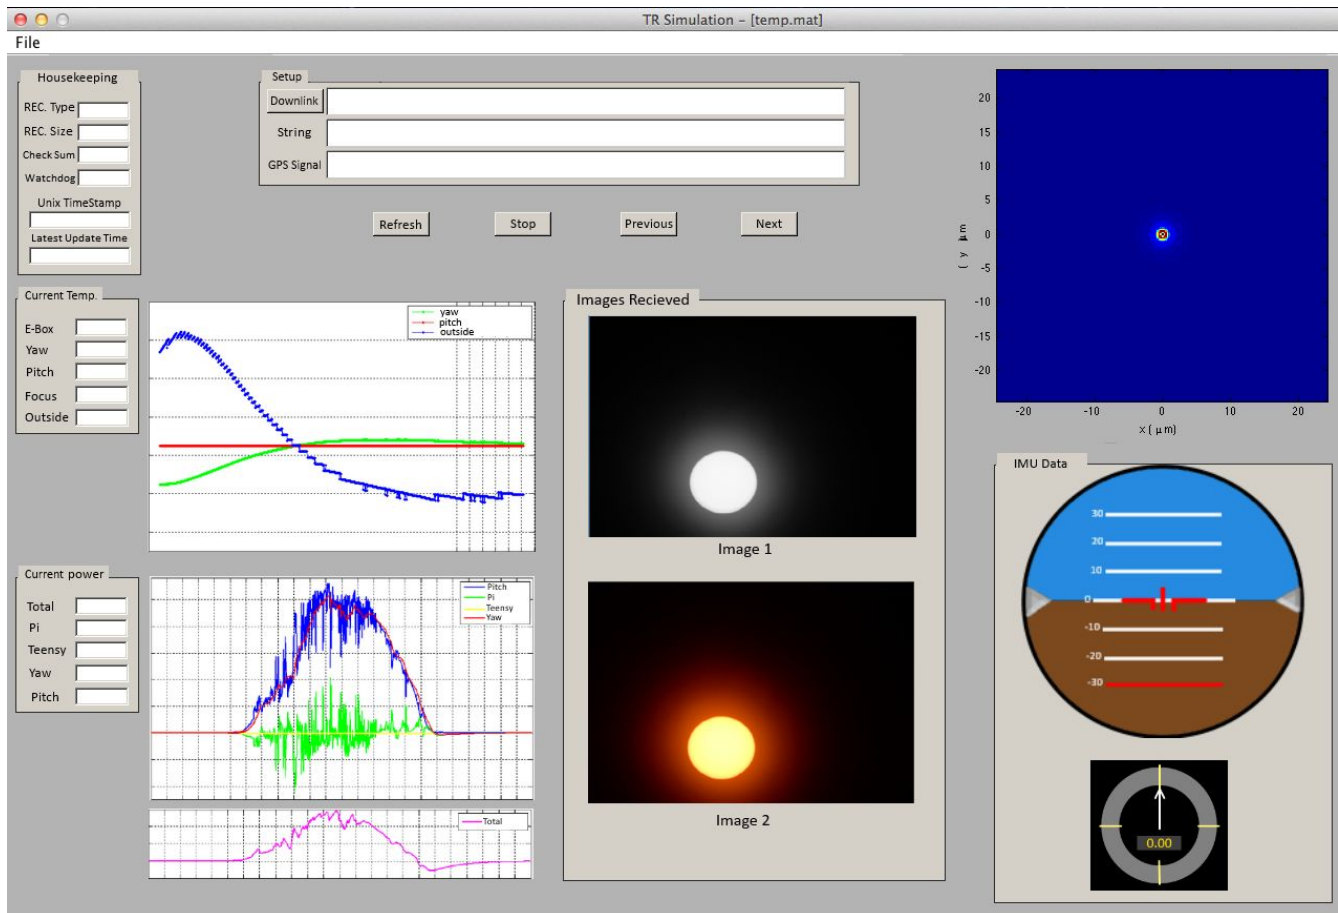 TR Simulation – [temp.mat]
File
Housekeeping
REC. Type
REC. Size
Check Sum
Watchdog
Unix TimeStamp
Latest Update Time
Setup
Downlink
String
GPS Signal
Refresh
Stop
Previous
Next
20
15
10
5
0
-5
-10
-15
-20
( y μm
-20
-10
0
10
20
x ( μm)
Current Temp.
E-Box
Yaw
Pitch
Focus
Outside
yaw
pitch
outside
Images Recieved
Image 1
Image 2
Current power
Total
Pi
Teensy
Yaw
Pitch
Pitch
Pi
Teensy
Yaw
Total
IMU Data
30
20
10
0
-10
-20
-30
0.00